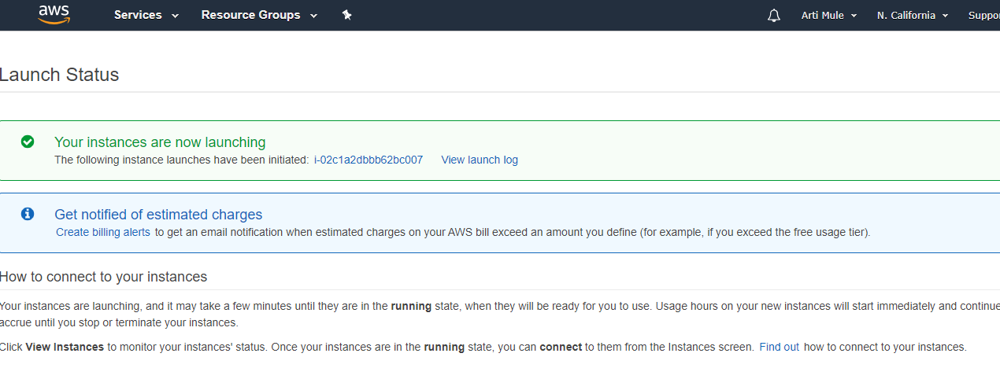 aws Services Resource Groups Arti Mule N. California Suppo
Launch Status
Your instances are now launching
The following instance launches have been initiated: i-02c1a2dbbb62bc007 View launch log
Get notified of estimated charges
Create billing alerts to get an email notification when estimated charges on your AWS bill exceed an amount you define (for example, if you exceed the free usage tier).
How to connect to your instances
Your instances are launching, and it may take a few minutes until they are in the running state, when they will be ready for you to use. Usage hours on your new instances will start immediately and continue
accrue until you stop or terminate your instances.
Click View Instances to monitor your instances' status. Once your instances are in the running state, you can connect to them from the Instances screen. Find out how to connect to your instances.